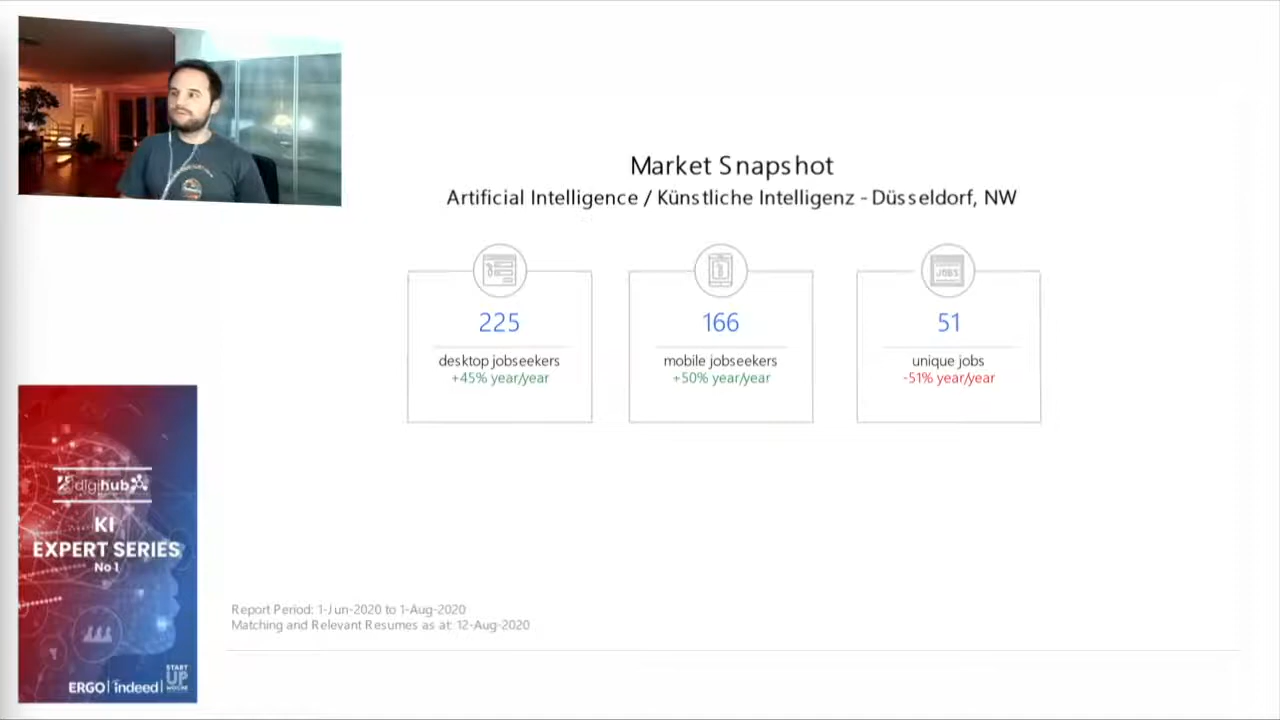 Market Snapshot
Artificial Intelligence / Künstliche Intelligenz - Düsseldorf, NW
JOBS
225
desktop jobseekers
+45% year/year
166
mobile jobseekers
+50% year/year
51
unique jobs
-51% year/year
digihub
KI
EXPERT SERIES
No 1
ERGO | indeed |
START
UP
WOCHE
Report Period: 1-Jun-2020 to 1-Aug-2020
Matching and Relevant Resumes as at: 12-Aug-2020